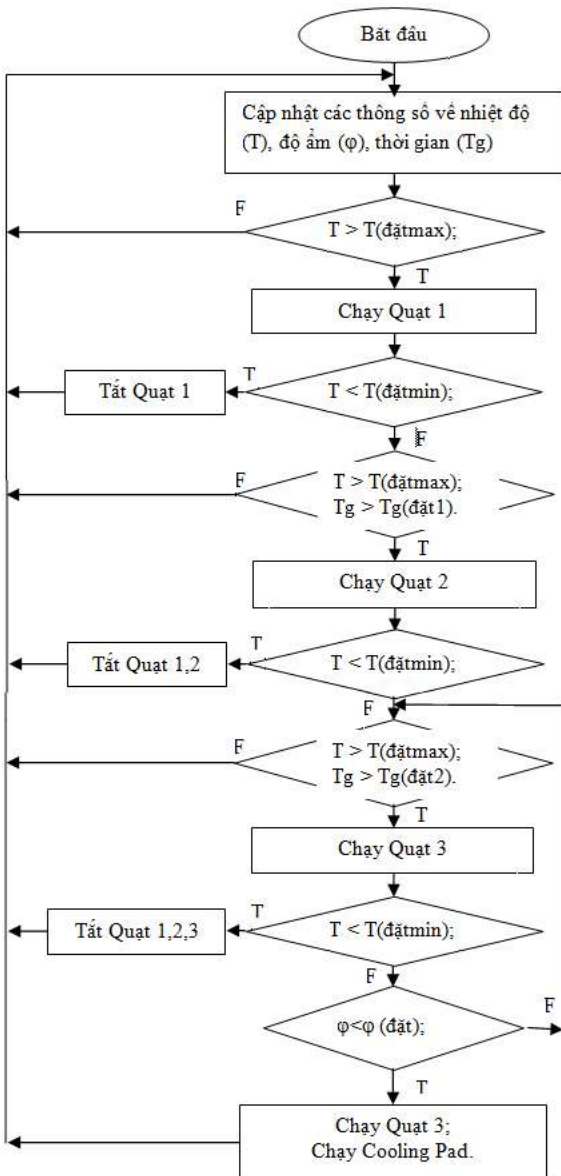 Băt đâu
Cập nhật các thông số về nhiệt độ
(T), độ ẩm (φ), thời gian (Tg)
F
T > T(đặtmax);
T
Chạy Quạt 1
Tắt Quạt 1
T
T < T(đặtmin);
F
F
T > T(đặtmax);
Tg > Tg(đặt1).
T
Chạy Quạt 2
Tắt Quạt 1,2
T
T < T(đặtmin);
F
F
T > T(đặtmax);
Tg > Tg(đặt2).
T
Chạy Quạt 3
Tắt Quạt 1,2,3
T
T < T(đặtmin);
F
φ<φ (đặt);
F
T
Chạy Quạt 3;
Chạy Cooling Pad.